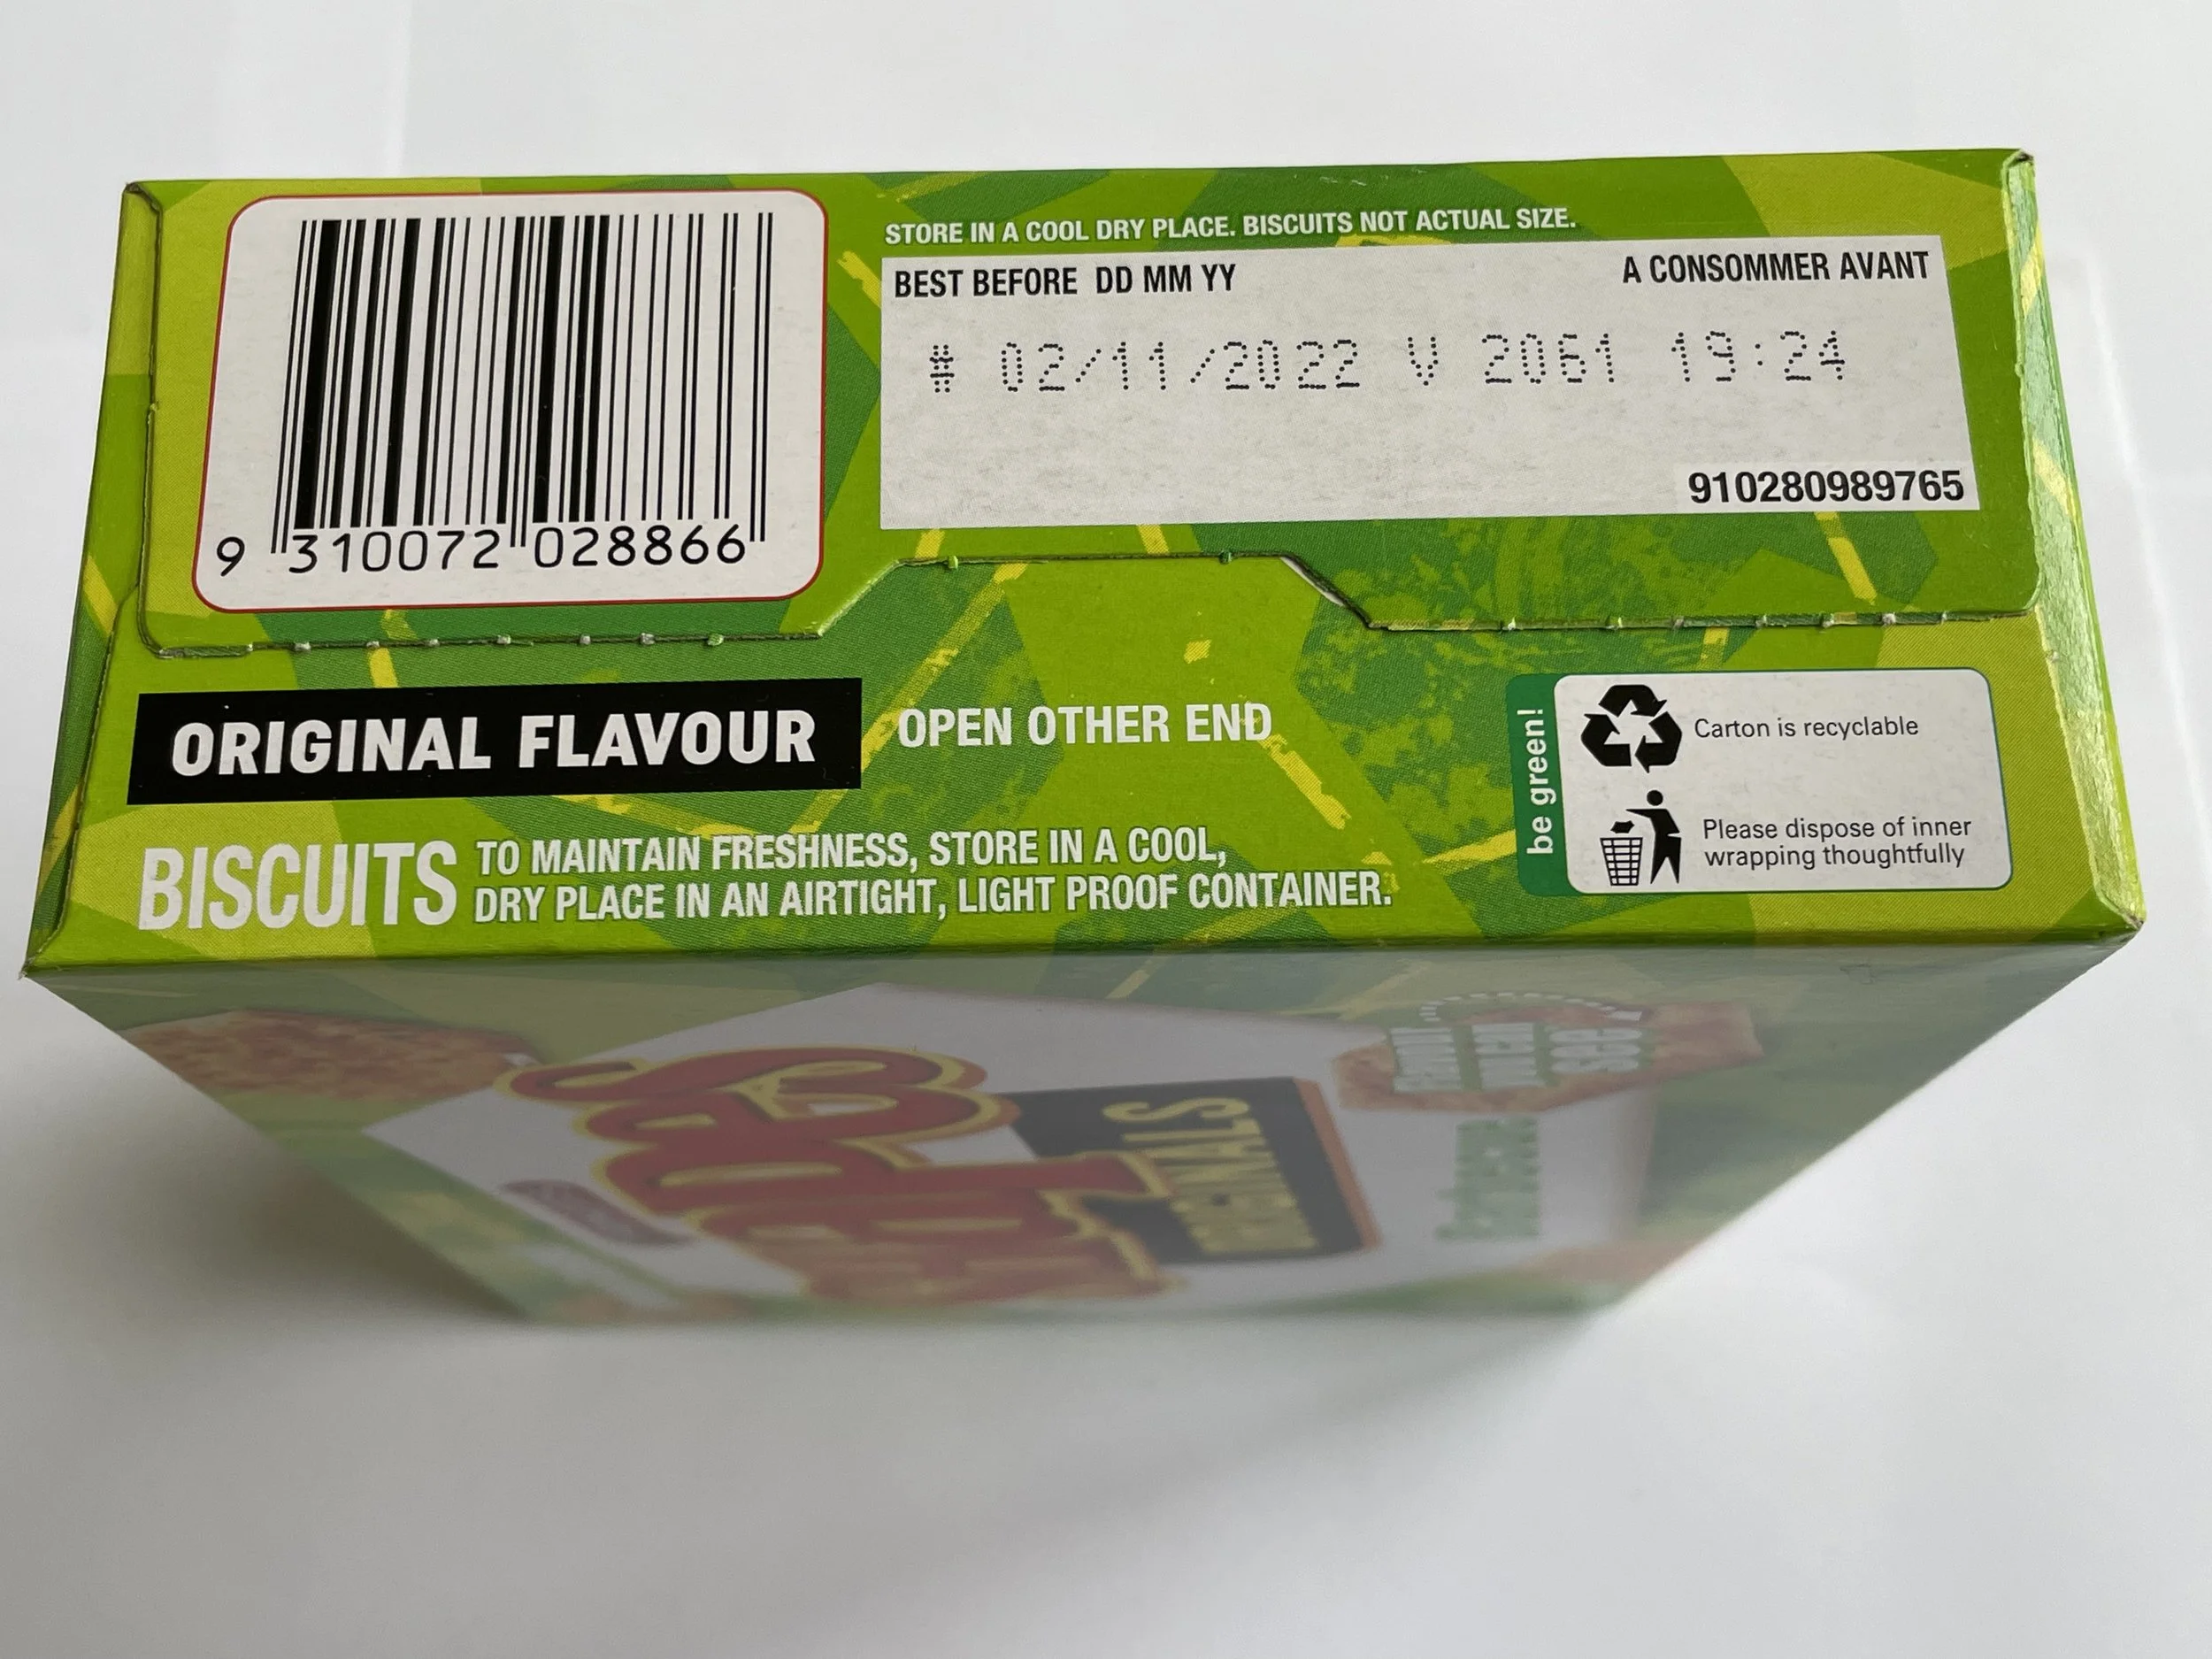 STORE IN A COOL DRY PLACE. BISCUITS NOT ACTUAL SIZE.
BEST BEFORE DD MM YY
A CONSOMMER AVANT
# 02/11/2022 V 2061 19:24
910280989765
9 310072 028866
ORIGINAL FLAVOUR
OPEN OTHER END
BISCUITS
TO MAINTAIN FRESHNESS, STORE IN A COOL,
DRY PLACE IN AN AIRTIGHT, LIGHT PROOF CONTAINER.
be green!
Carton is recyclable
Please dispose of inner
wrapping thoughtfully
ORIGINALS